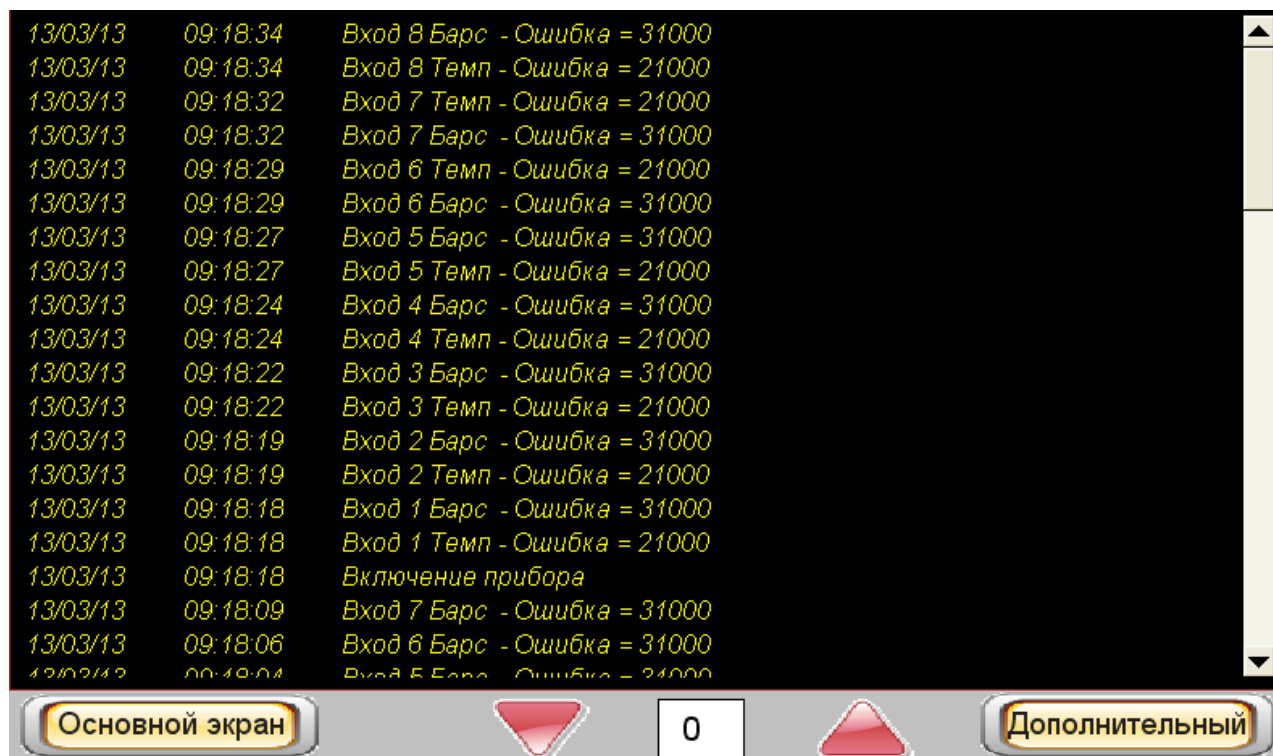 13/03/13 09:18:34 Вход 8 Барс - Ошибка = 31000
13/03/13 09:18:34 Вход 8 Темп - Ошибка = 21000
13/03/13 09:18:32 Вход 7 Темп - Ошибка = 21000
13/03/13 09:18:32 Вход 7 Барс - Ошибка = 31000
13/03/13 09:18:29 Вход 6 Темп - Ошибка = 21000
13/03/13 09:18:29 Вход 6 Барс - Ошибка = 31000
13/03/13 09:18:27 Вход 5 Барс - Ошибка = 31000
13/03/13 09:18:27 Вход 5 Темп - Ошибка = 21000
13/03/13 09:18:24 Вход 4 Барс - Ошибка = 31000
13/03/13 09:18:24 Вход 4 Темп - Ошибка = 21000
13/03/13 09:18:22 Вход 3 Барс - Ошибка = 31000
13/03/13 09:18:22 Вход 3 Темп - Ошибка = 21000
13/03/13 09:18:19 Вход 2 Барс - Ошибка = 31000
13/03/13 09:18:19 Вход 2 Темп - Ошибка = 21000
13/03/13 09:18:18 Вход 1 Барс - Ошибка = 31000
13/03/13 09:18:18 Вход 1 Темп - Ошибка = 21000
13/03/13 09:18:18 Включение прибора
13/03/13 09:18:09 Вход 7 Барс - Ошибка = 31000
13/03/13 09:18:06 Вход 6 Барс - Ошибка = 31000
Основной экран 0 Дополнительный